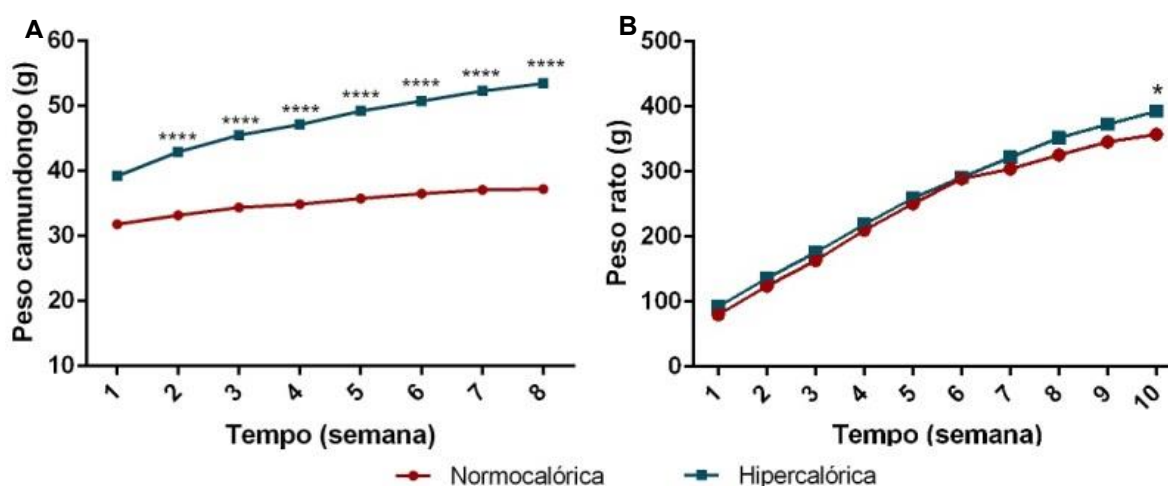 A
Peso camundongo (g)
60
50
40
30
20
10
**** **** **** **** **** **** ****
1 2 3 4 5 6 7 8
Tempo (semana)
B
Peso rato (g)
500
400
300
200
100
0
*
1 2 3 4 5 6 7 8 9 10
Tempo (semana)
Normocalórica Hipercalórica